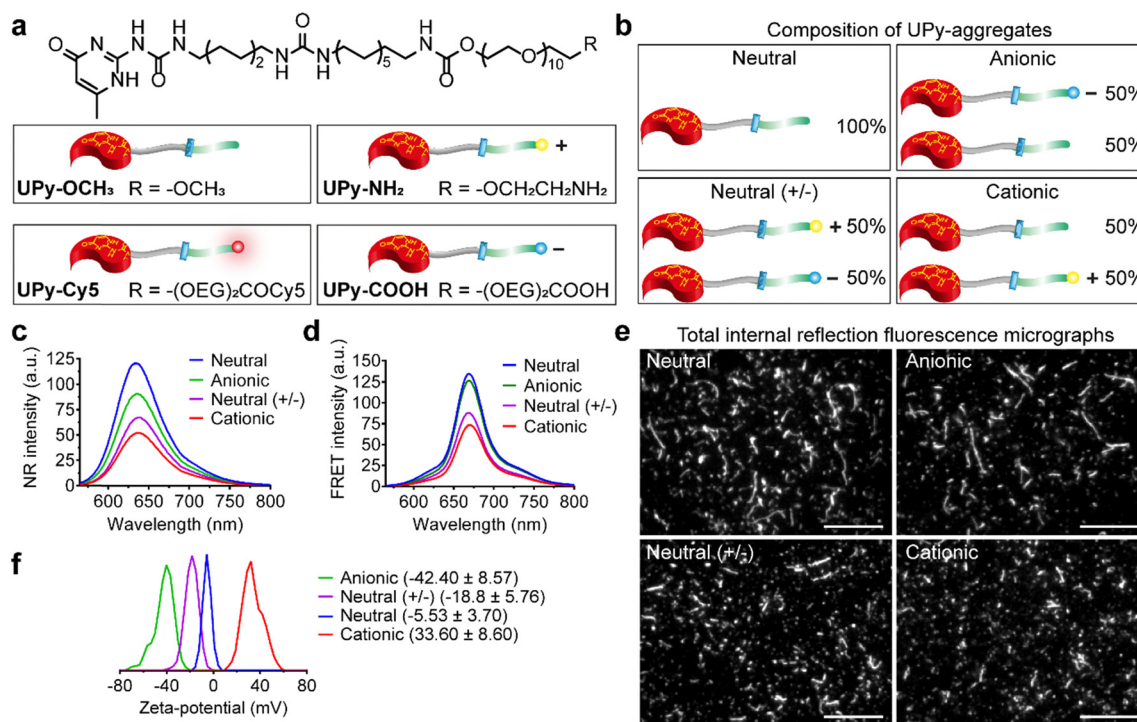 a
O
N
NH
N
H
N
H
O
N
H
2
N
H
O
N
H
5
H
N
O
O
O
10
R
UPy-OCH₃ R = -OCH₃
UPy-NH₂ R = -OCH₂CH₂NH₂
+
UPy-Cy5 R = -(OEG)₂COCy5
UPy-COOH R = -(OEG)₂COOH
−
b
Composition of UPy-aggregates
Neutral
100%
Anionic
− 50%
50%
Neutral (+/-)
+ 50%
− 50%
Cationic
50%
+ 50%
c
NR intensity (a.u.)
125
100
75
50
25
0
600 650 700 750 800
Wavelength (nm)
Neutral
Anionic
Neutral (+/-)
Cationic
d
FRET intensity (a.u.)
150
125
100
75
50
25
0
600 650 700 750 800
Wavelength (nm)
Neutral
Anionic
Neutral (+/-)
Cationic
e
Total internal reflection fluorescence micrographs
Neutral
Anionic
Neutral (+/-)
Cationic
f
-80 -40 0 40 80
Zeta-potential (mV)
Anionic (-42.40 ± 8.57)
Neutral (+/-) (-18.8 ± 5.76)
Neutral (-5.53 ± 3.70)
Cationic (33.60 ± 8.60)